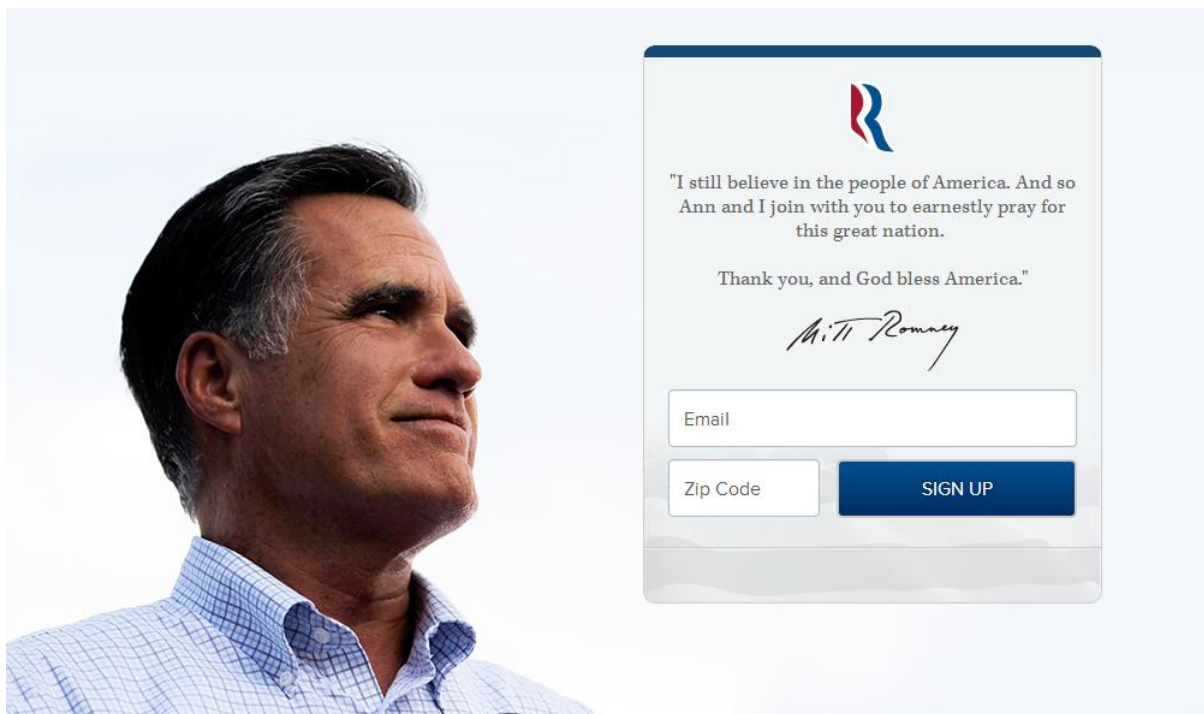 "I still believe in the people of America. And so
Ann and I join with you to earnestly pray for
this great nation.
Thank you, and God bless America."
Mitt Romney
Email
Zip Code
SIGN UP